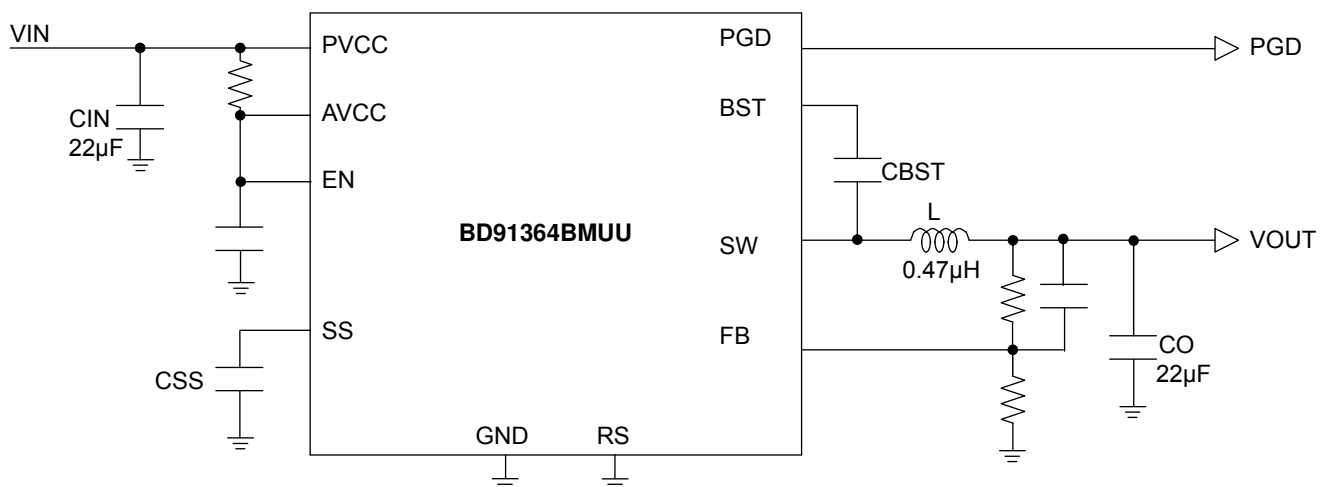 VIN
PVCC
PGD
PGD
AVCC
BST
CIN
22µF
EN
CBST
BD91364BMUU
SW
L
0.47µH
VOUT
SS
FB
CSS
CO
22µF
GND
RS